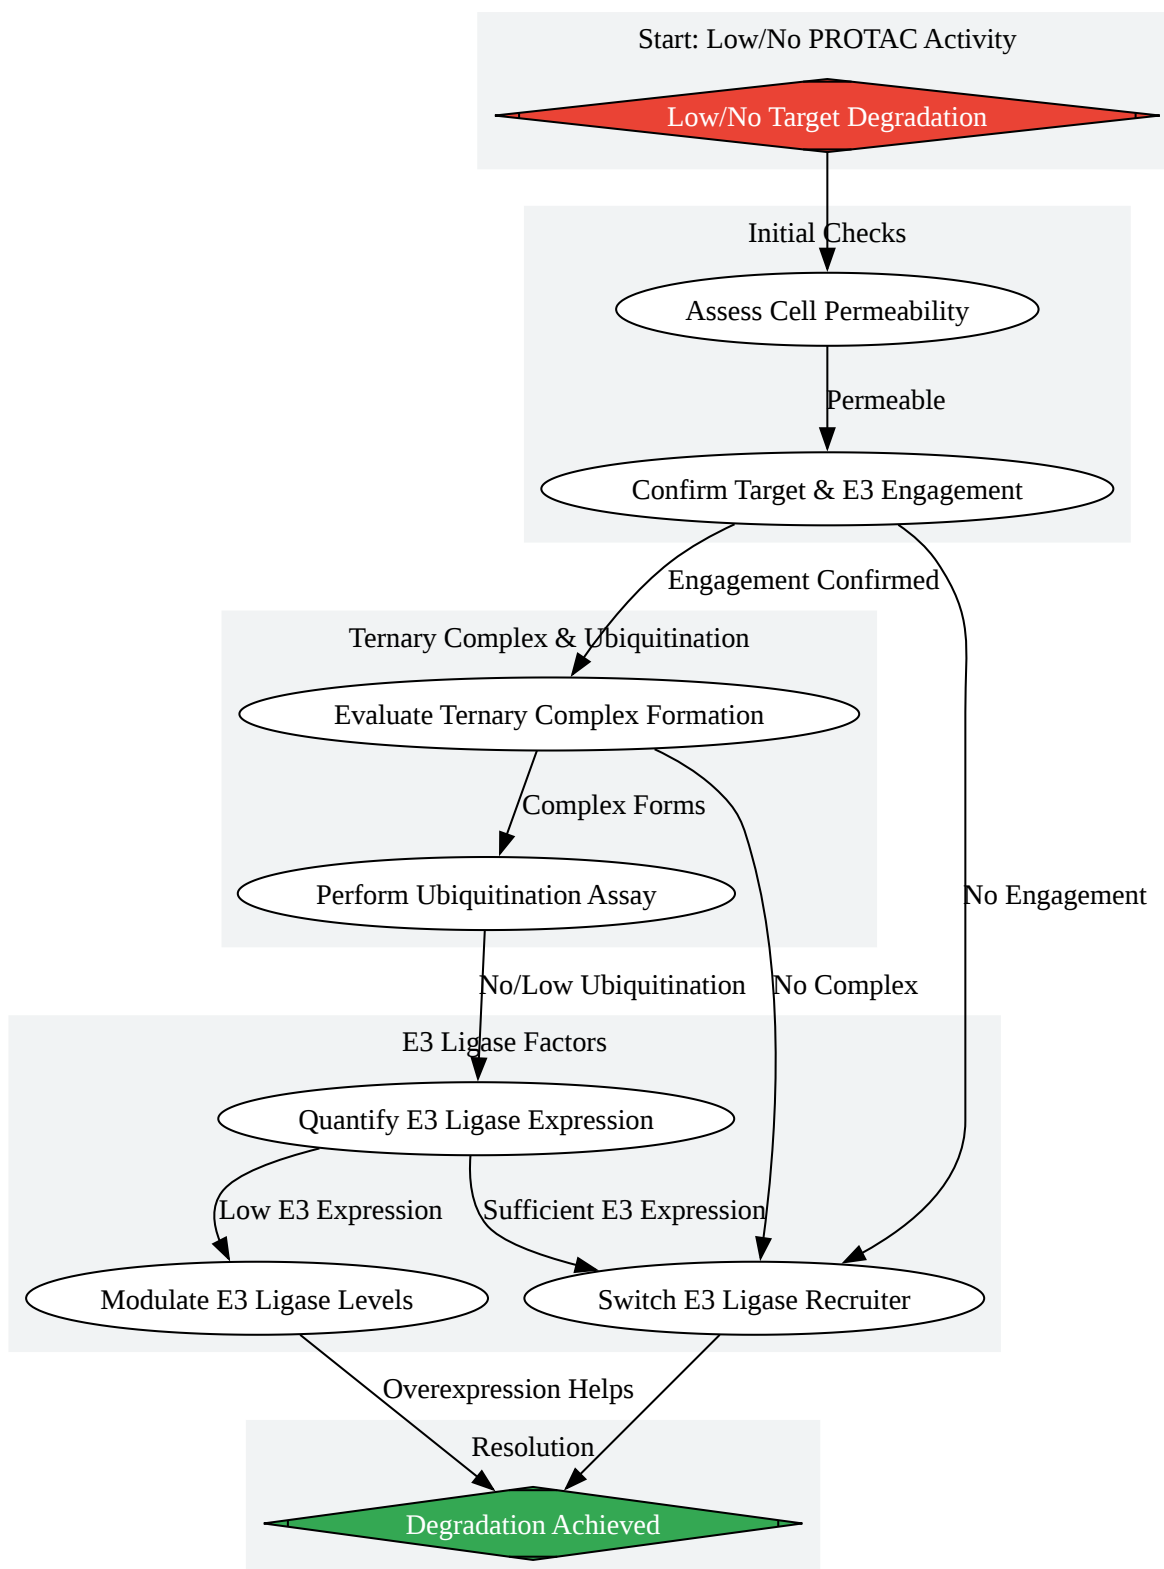 Start: Low/No PROTAC Activity
Low/No Target Degradation
Initial Checks
Assess Cell Permeability
Permeable
Confirm Target & E3 Engagement
Engagement Confirmed
Ternary Complex & Ubiquitination
Evaluate Ternary Complex Formation
Complex Forms
Perform Ubiquitination Assay
No Engagement
No/Low Ubiquitination
No Complex
E3 Ligase Factors
Quantify E3 Ligase Expression
Low E3 Expression
Sufficient E3 Expression
Modulate E3 Ligase Levels
Switch E3 Ligase Recruiter
Overexpression Helps
Resolution
Degradation Achieved